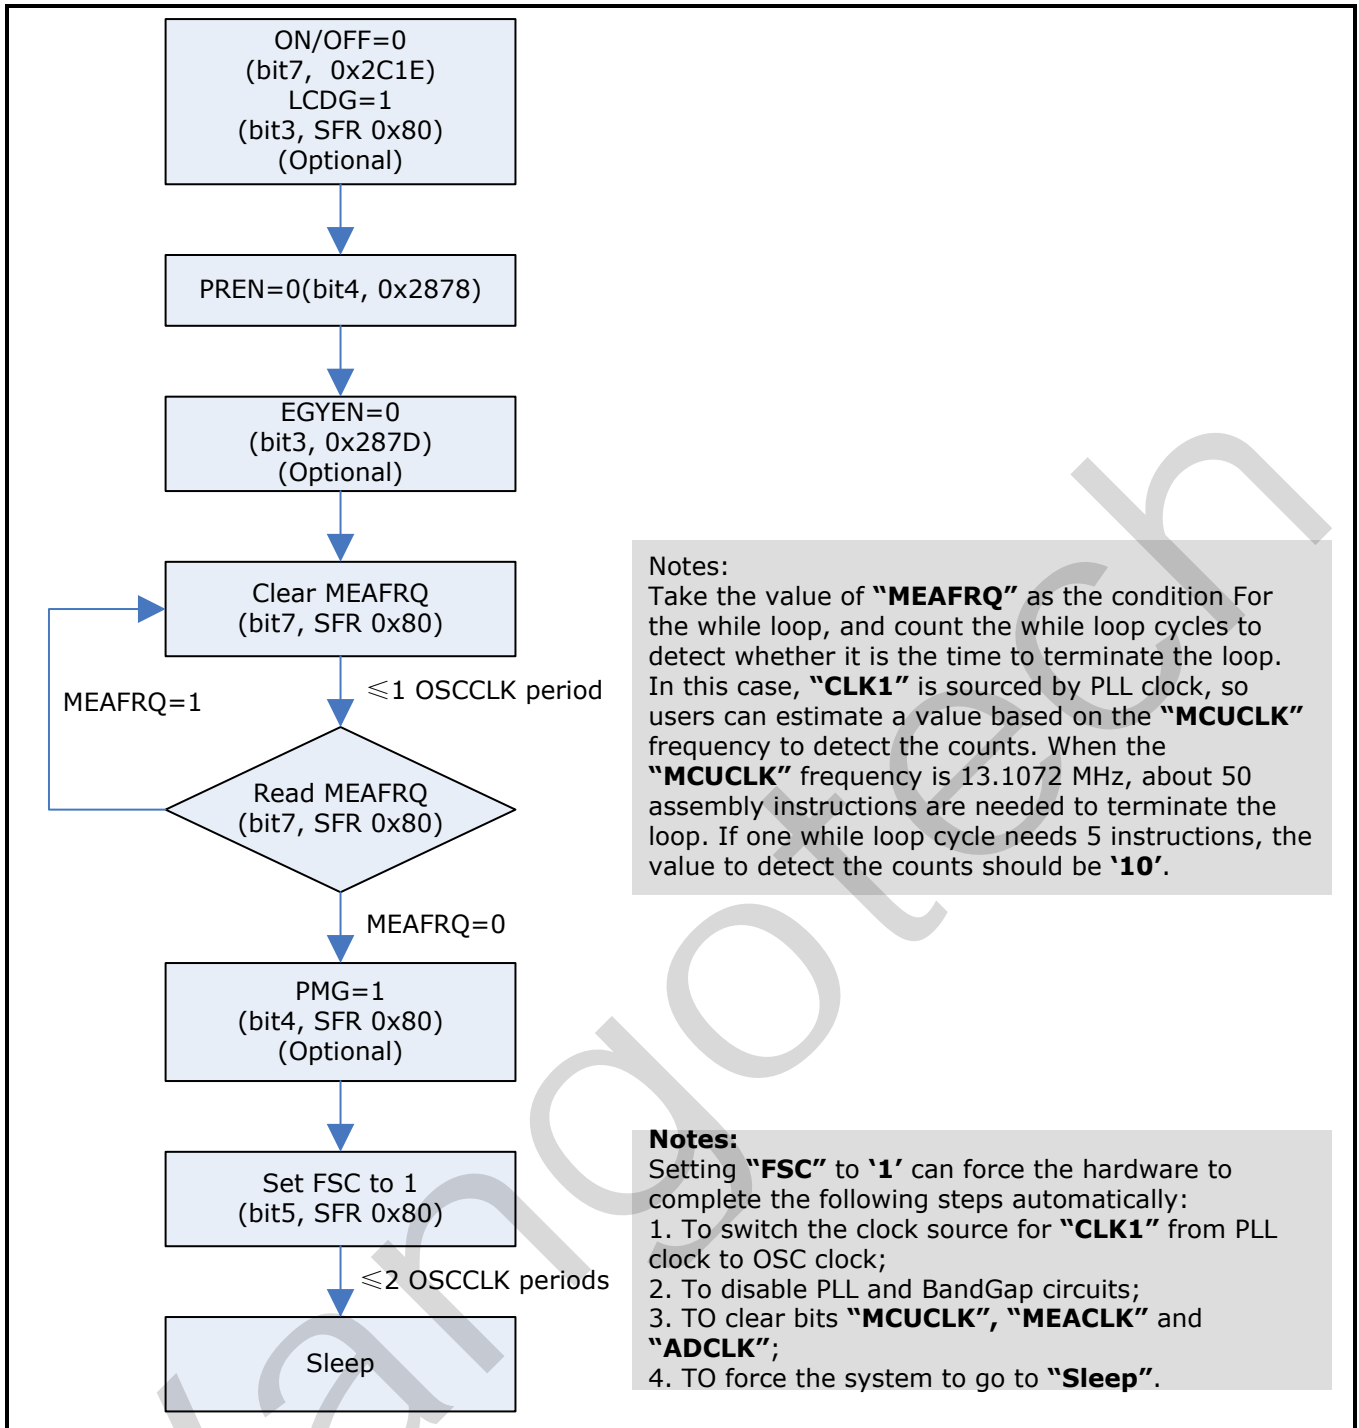 ON/OFF=0
(bit7, 0x2C1E)
LCDG=1
(bit3, SFR 0x80)
(Optional)
PREN=0(bit4, 0x2878)
EGYEN=0
(bit3, 0x287D)
(Optional)
Clear MEAFRQ
(bit7, SFR 0x80)
MEAFRQ=1
≤1 OSCCLK period
Read MEAFRQ
(bit7, SFR 0x80)
MEAFRQ=0
PMG=1
(bit4, SFR 0x80)
(Optional)
Set FSC to 1
(bit5, SFR 0x80)
≤2 OSCCLK periods
Sleep
Notes:
Take the value of “MEAFRQ” as the condition For
the while loop, and count the while loop cycles to
detect whether it is the time to terminate the loop.
In this case, “CLK1” is sourced by PLL clock, so
users can estimate a value based on the “MCUCLK”
frequency to detect the counts. When the
“MCUCLK” frequency is 13.1072 MHz, about 50
assembly instructions are needed to terminate the
loop. If one while loop cycle needs 5 instructions, the
value to detect the counts should be ‘10’.
Notes:
Setting “FSC” to ‘1’ can force the hardware to
complete the following steps automatically:
1. To switch the clock source for “CLK1” from PLL
clock to OSC clock;
2. To disable PLL and BandGap circuits;
3. TO clear bits “MCUCLK”, “MEACLK” and
“ADCLK”;
4. TO force the system to go to “Sleep”.
Vangotech